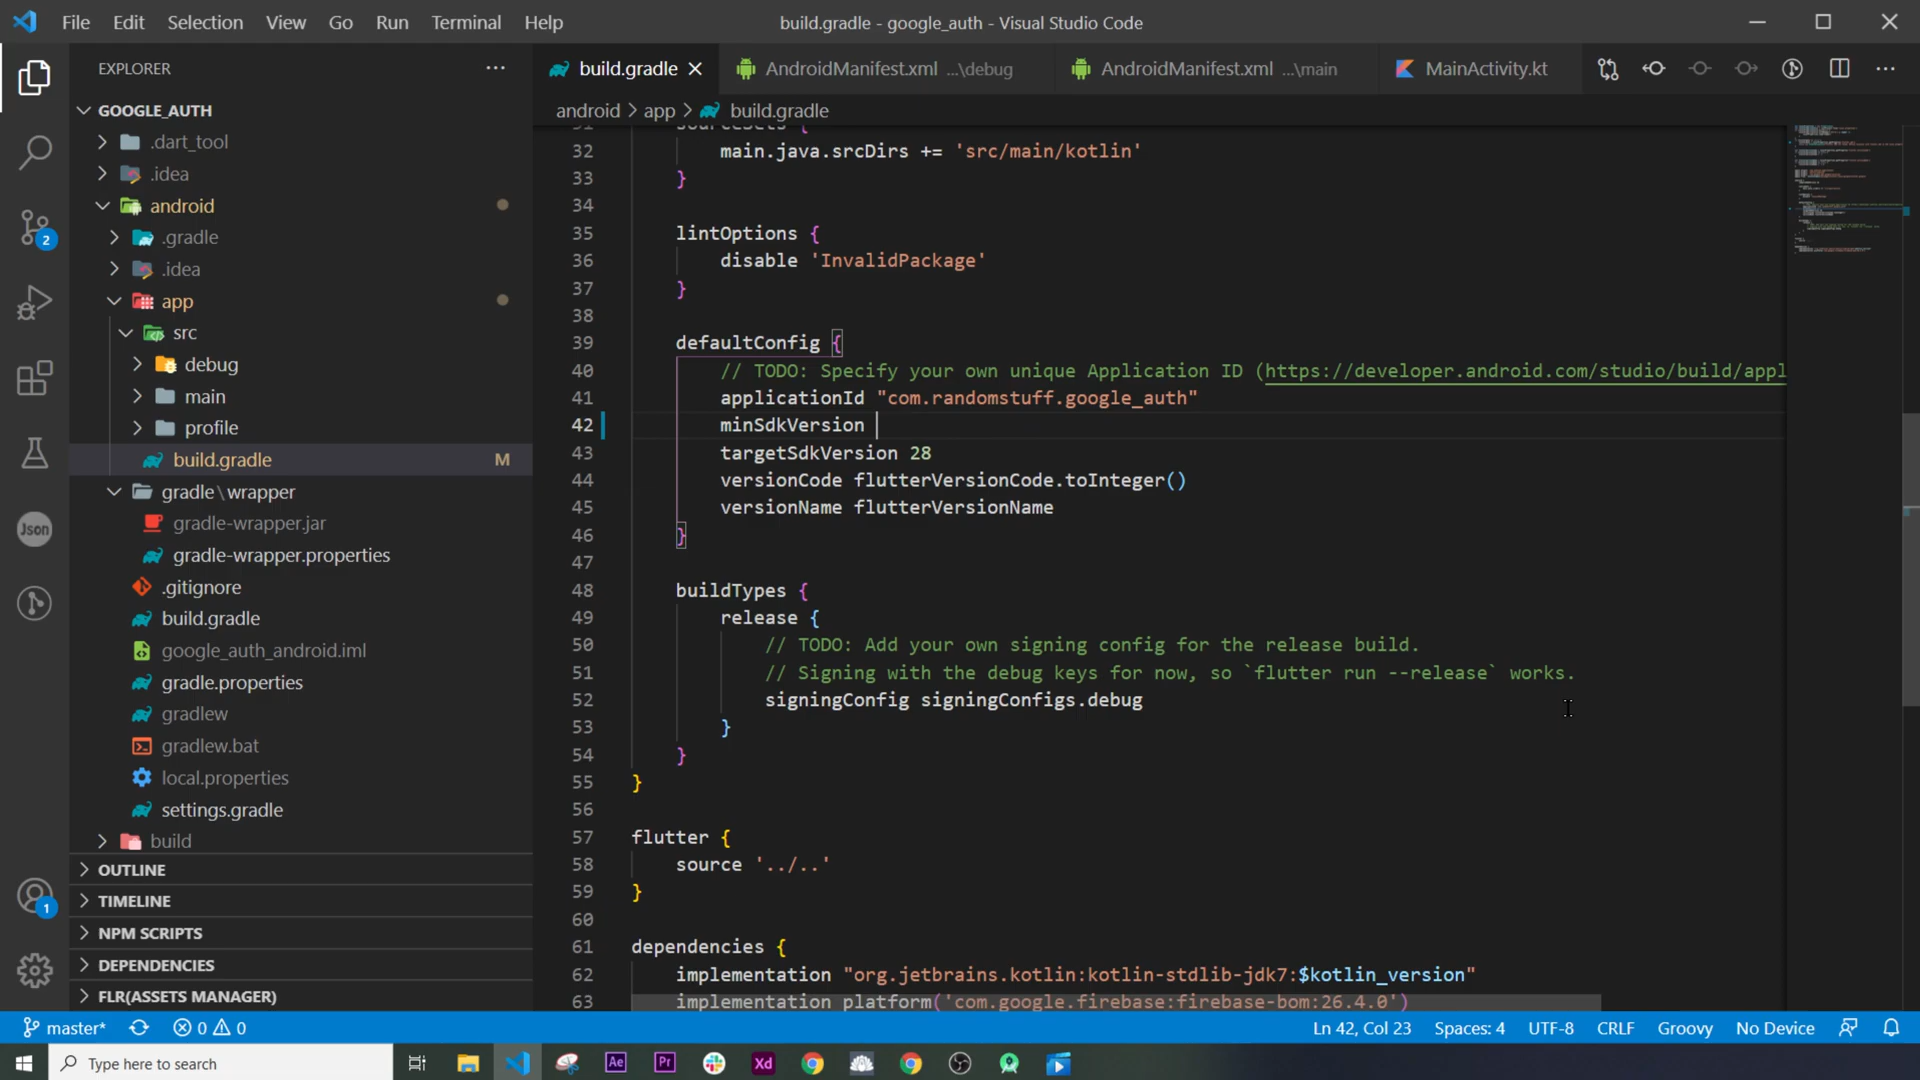 File Edit Selection View Go Run Terminal Help
build.gradle - google_auth - Visual Studio Code
EXPLORER
build.gradle
AndroidManifest.xml ...\debug
AndroidManifest.xml ...\main
MainActivity.kt
android > app > build.gradle
GOOGLE_AUTH
.dart_tool
.idea
android
.gradle
.idea
app
src
debug
main
profile
build.gradle M
gradle\wrapper
gradle-wrapper.jar
gradle-wrapper.properties
.gitignore
build.gradle
google_auth_android.iml
gradle.properties
gradlew
gradlew.bat
local.properties
settings.gradle
build
OUTLINE
TIMELINE
NPM SCRIPTS
DEPENDENCIES
FLR(ASSETS MANAGER)
2
Json
1
31 sourceSets {
32 main.java.srcDirs += 'src/main/kotlin'
33 }
34
35 lintOptions {
36 disable 'InvalidPackage'
37 }
38
39 defaultConfig {
40 // TODO: Specify your own unique Application ID (https://developer.android.com/studio/build/appl
41 applicationId "com.randomstuff.google_auth"
42 minSdkVersion
43 targetSdkVersion 28
44 versionCode flutterVersionCode.toInteger()
45 versionName flutterVersionName
46 }
47
48 buildTypes {
49 release {
50 // TODO: Add your own signing config for the release build.
51 // Signing with the debug keys for now, so `flutter run --release` works.
52 signingConfig signingConfigs.debug
53 }
54 }
55 }
56
57 flutter {
58 source '../..'
59 }
60
61 dependencies {
62 implementation "org.jetbrains.kotlin:kotlin-stdlib-jdk7:$kotlin_version"
63 implementation platform('com.google.firebase:firebase-bom:26.4.0')
master* 0 0
Ln 42, Col 23 Spaces: 4 UTF-8 CRLF Groovy No Device
Type here to search
Ae Pr Xd